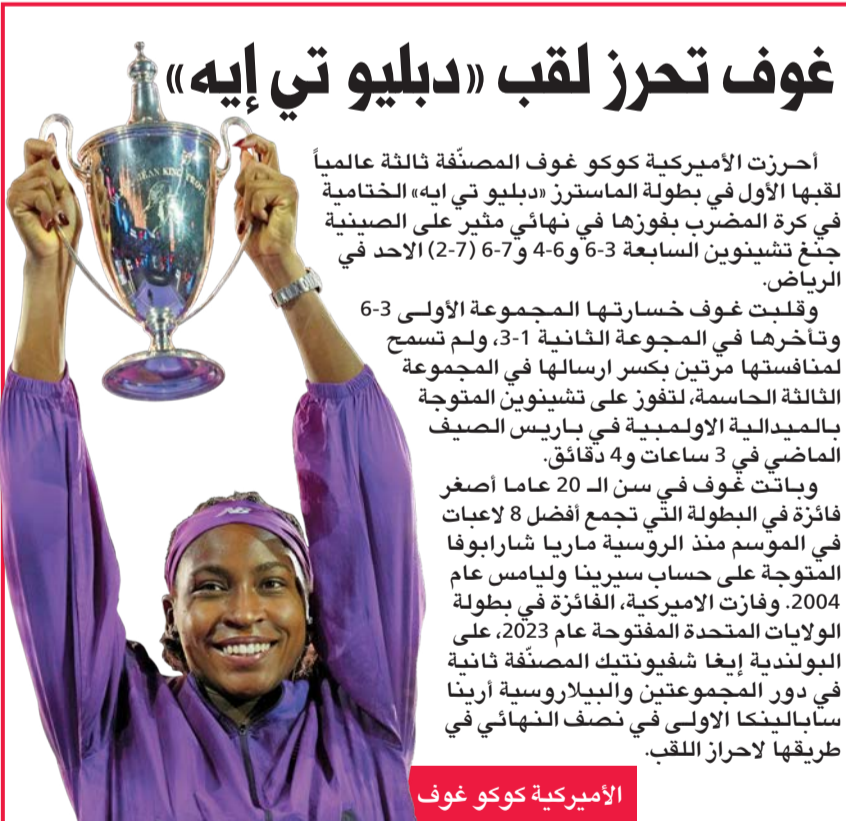 غوف تحرز لقب «دبليو تي إيه»
أحرزت الأميركية كوكو غوف المصنّفة ثالثة عالمياً
لقبها الأول في بطولة الماسترز «دبليو تي ايه» الختامية
في كرة المضرب بفوزها في نهائي مثير على الصينية
جنغ تشينوين السابعة 3-6 و6-4 و7-6 (7-2) الاحد في
الرياض.
وقلبت غوف خسارتها المجموعة الأولى 3-6
وتأخرها في المجوعة الثانية 1-3، ولم تسمح
لمنافستها مرتين بكسر ارسالها في المجموعة
الثالثة الحاسمة، لتفوز على تشينوين المتوجة
بالميدالية الاولمبية في باريس الصيف
الماضي في 3 ساعات و4 دقائق.
وباتت غوف في سن الـ 20 عاما أصغر
فائزة في البطولة التي تجمع أفضل 8 لاعبات
في الموسم منذ الروسية ماريا شارابوفا
المتوجة على حساب سيرينا وليامس عام
2004. وفازت الاميركية، الفائزة في بطولة
الولايات المتحدة المفتوحة عام 2023، على
البولندية إيغا شفيونتيك المصنّفة ثانية
في دور المجموعتين والبيلاروسية أرينا
سابالينكا الاولى في نصف النهائي في
طريقها لاحراز اللقب.
الأميركية كوكو غوف